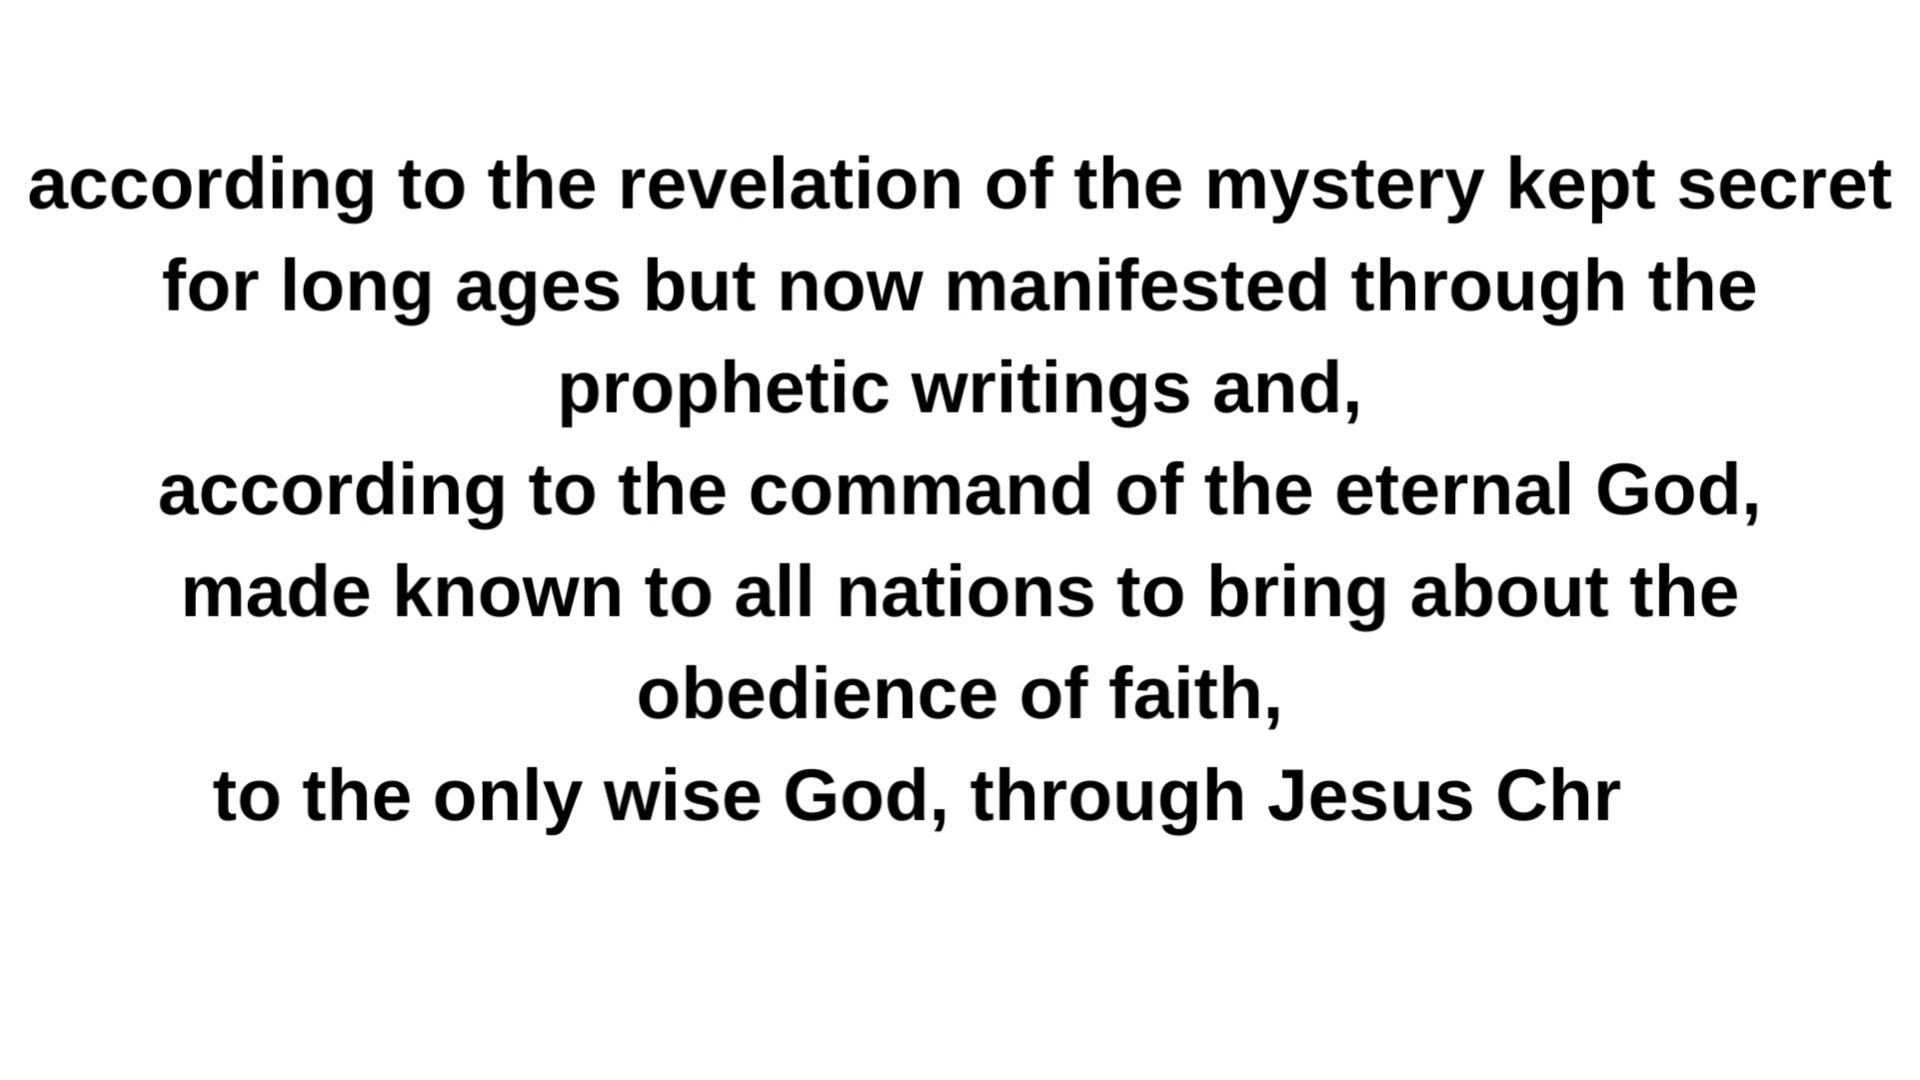 according to the revelation of the mystery kept secret
for long ages but now manifested through the
prophetic writings and,
according to the command of the eternal God,
made known to all nations to bring about the
obedience of faith,
to the only wise God, through Jesus Chr